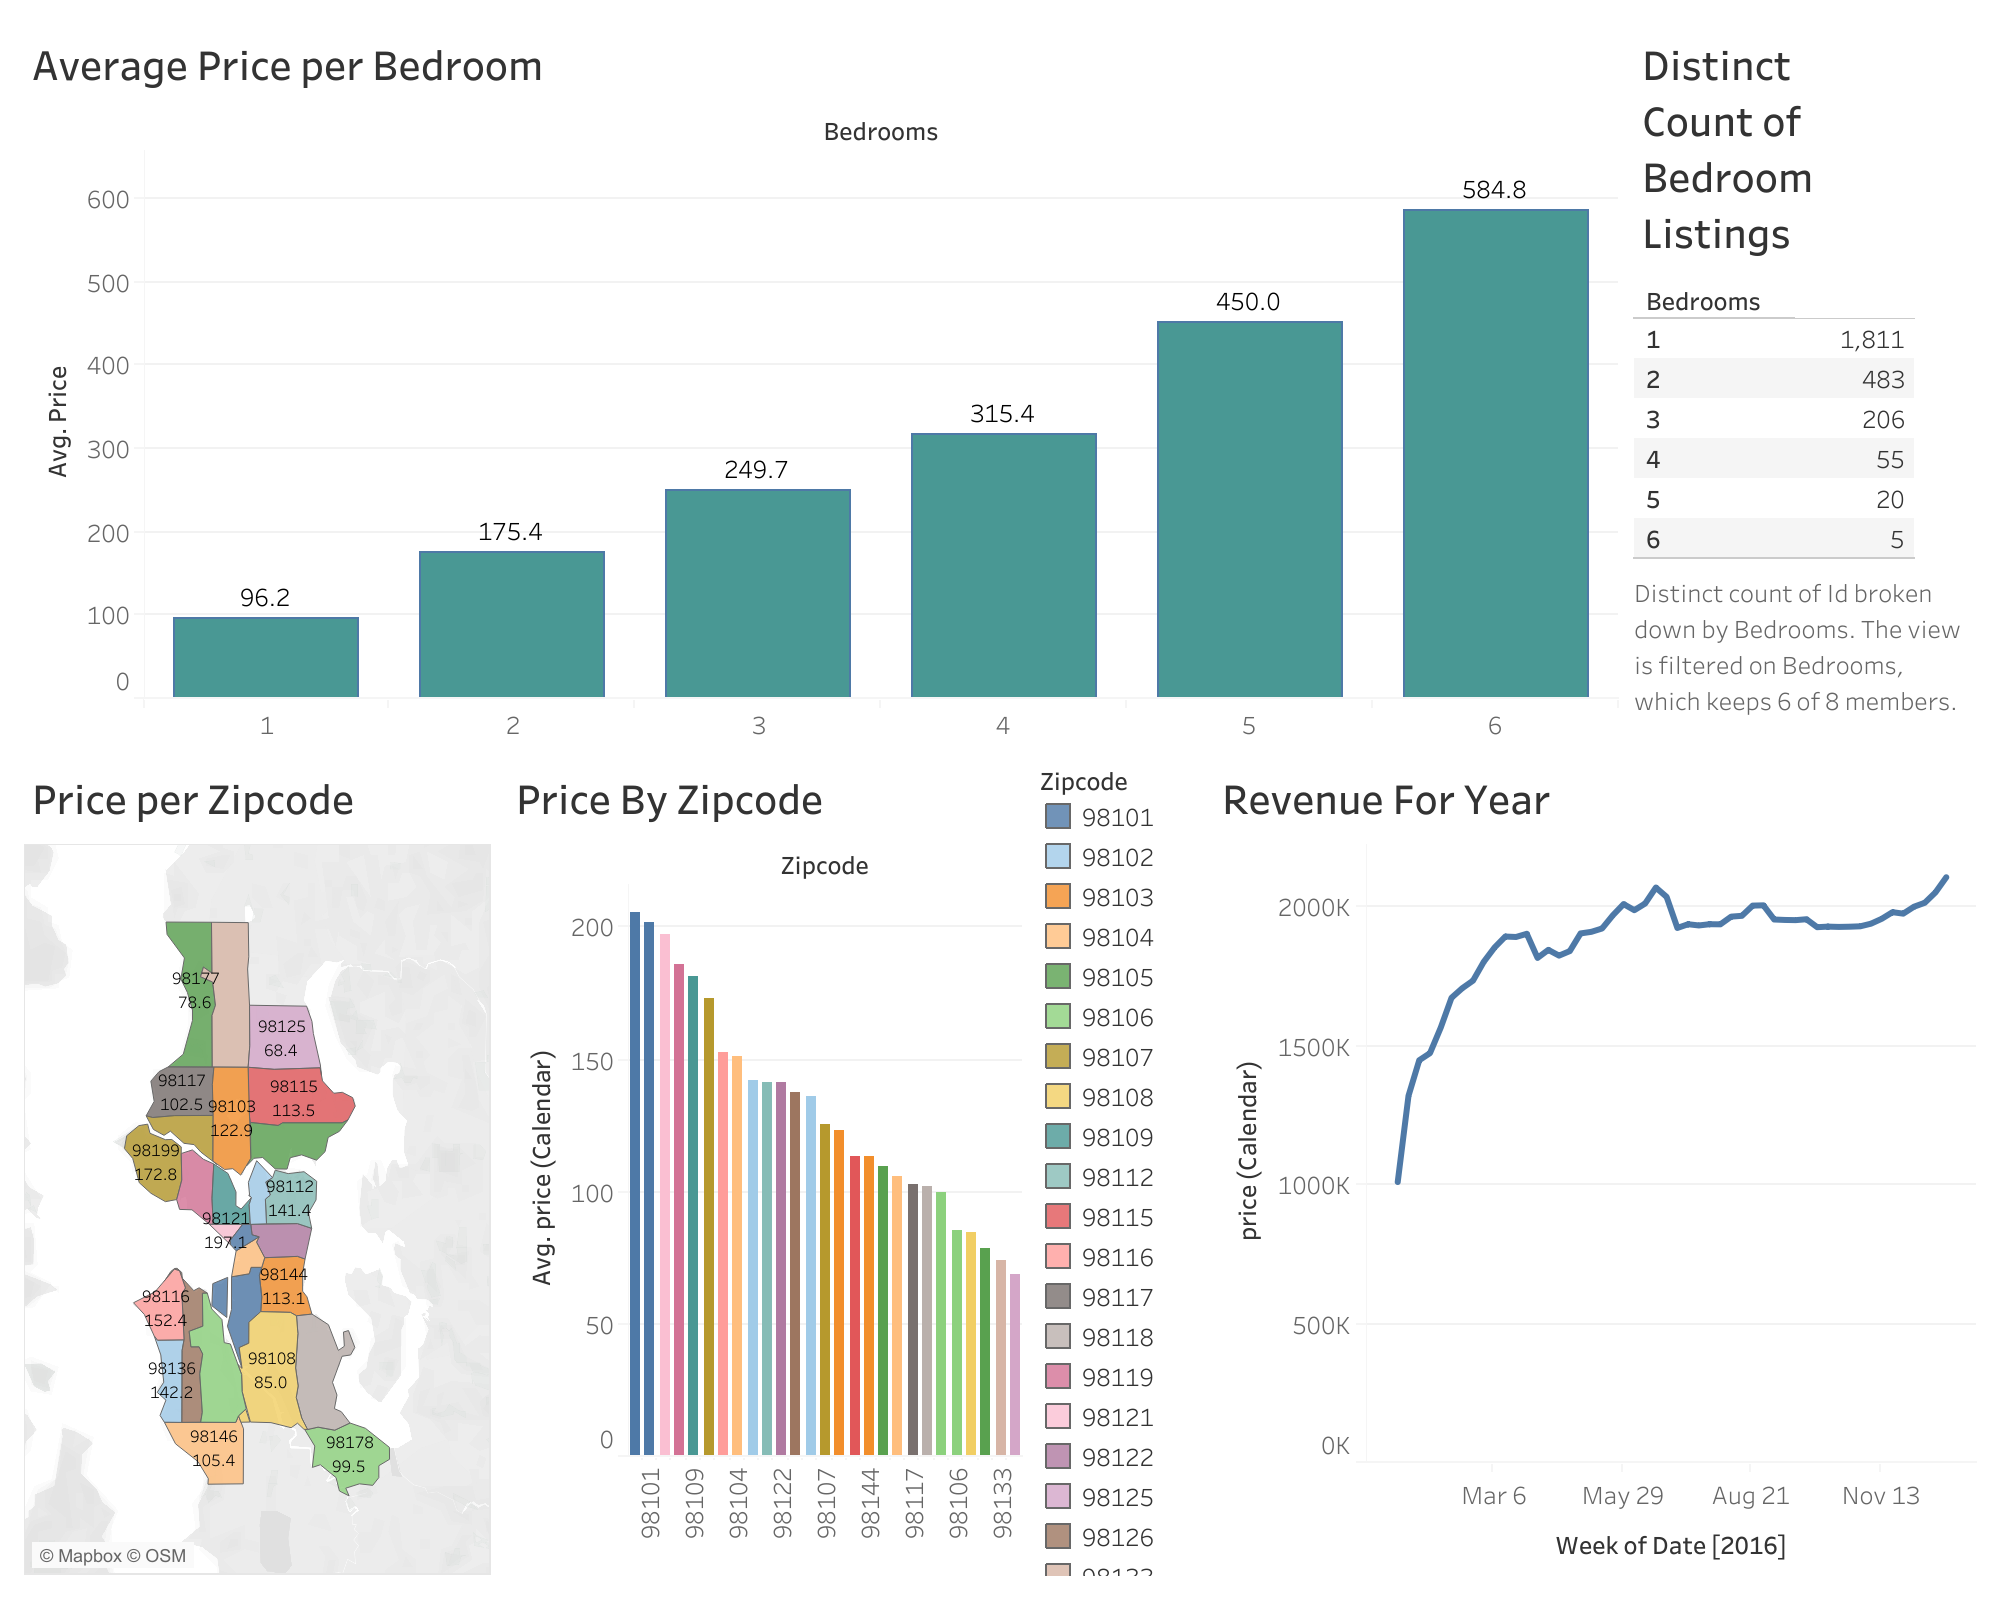 Average Price per Bedroom
Bedrooms
600
500
400
300
200
100
0
Avg. Price
96.2
175.4
249.7
315.4
450.0
584.8
1
2
3
4
5
6
Distinct
Count of
Bedroom
Listings
Bedrooms
1 1,811
2 483
3 206
4 55
5 20
6 5
Distinct count of Id broken
down by Bedrooms. The view
is filtered on Bedrooms,
which keeps 6 of 8 members.
Price per Zipcode
98177
78.6
98125
68.4
98117
102.5
98103
122.9
98115
113.5
98199
172.8
98112
141.4
98121
197.1
98144
113.1
98116
152.4
98136
142.2
98108
85.0
98146
105.4
98178
99.5
© Mapbox © OSM
Price By Zipcode
Zipcode
200
150
100
50
0
Avg. price (Calendar)
98101
98109
98104
98122
98107
98144
98117
98106
98133
Zipcode
98101
98102
98103
98104
98105
98106
98107
98108
98109
98112
98115
98116
98117
98118
98119
98121
98122
98125
98126
Revenue For Year
2000K
1500K
1000K
500K
0K
price (Calendar)
Mar 6
May 29
Aug 21
Nov 13
Week of Date [2016]